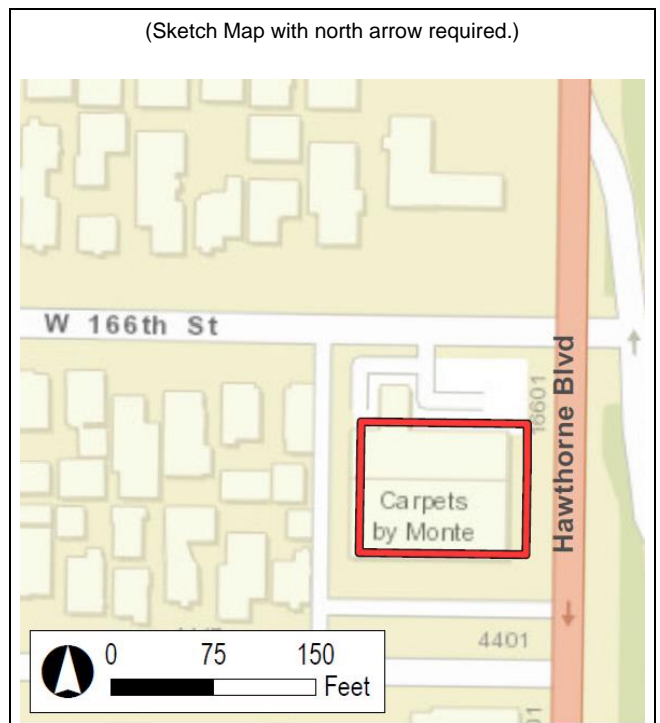 (Sketch Map with north arrow required.)
W 166th St
16601
Hawthorne Blvd
Carpets
by Monte
4401
0 75 150
Feet